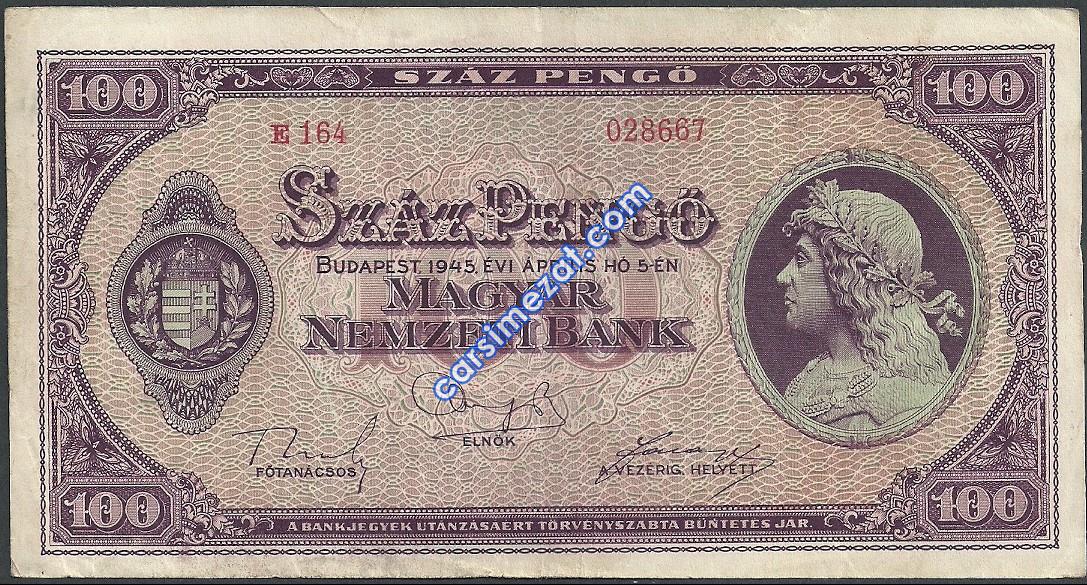 100 SZÁZ PENGŐ 100
E 164 028667
SZÁZ PENGŐ
BUDAPEST, 1945. ÉVI ÁPRILIS HÓ 5-ÉN
MAGYAR
NEMZETI BANK
carsimezat.com
ELNÖK
FŐTANÁCSOS A VEZÉRIG. HELYETT
100 100
A BANKJEGYEK UTÁNZÁSÁÉRT TÖRVÉNYSZABTA BÜNTETÉS JÁR.